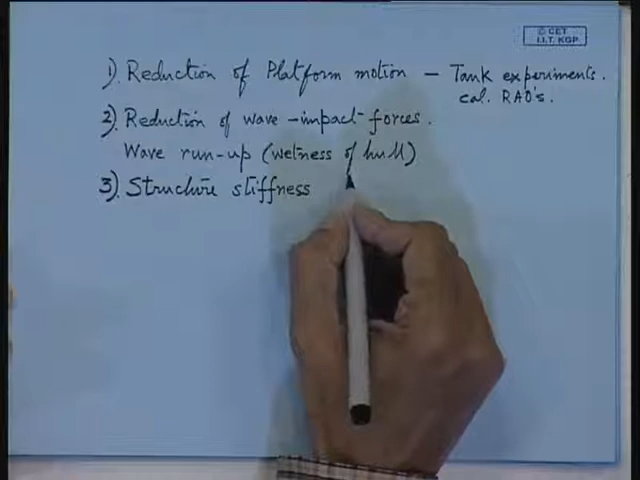 © CET
I.I.T. KGP
1). Reduction of Platform motion — Tank experiments.
cal. RAO's.
2). Reduction of wave-impact forces.
Wave run-up (wetness of hull)
3). Structure stiffness